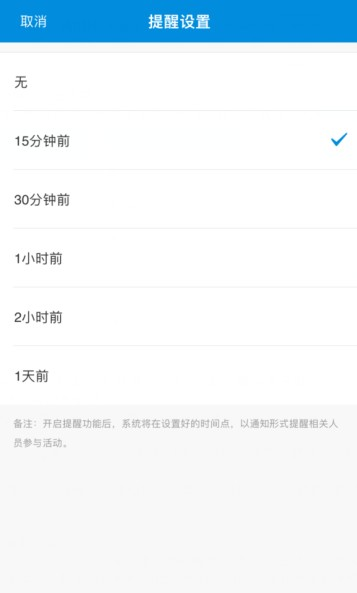 取消 提醒设置
无
15分钟前
30分钟前
1小时前
2小时前
1天前
备注：开启提醒功能后，系统将在设置好的时间点，以通知形式提醒相关人
员参与活动。